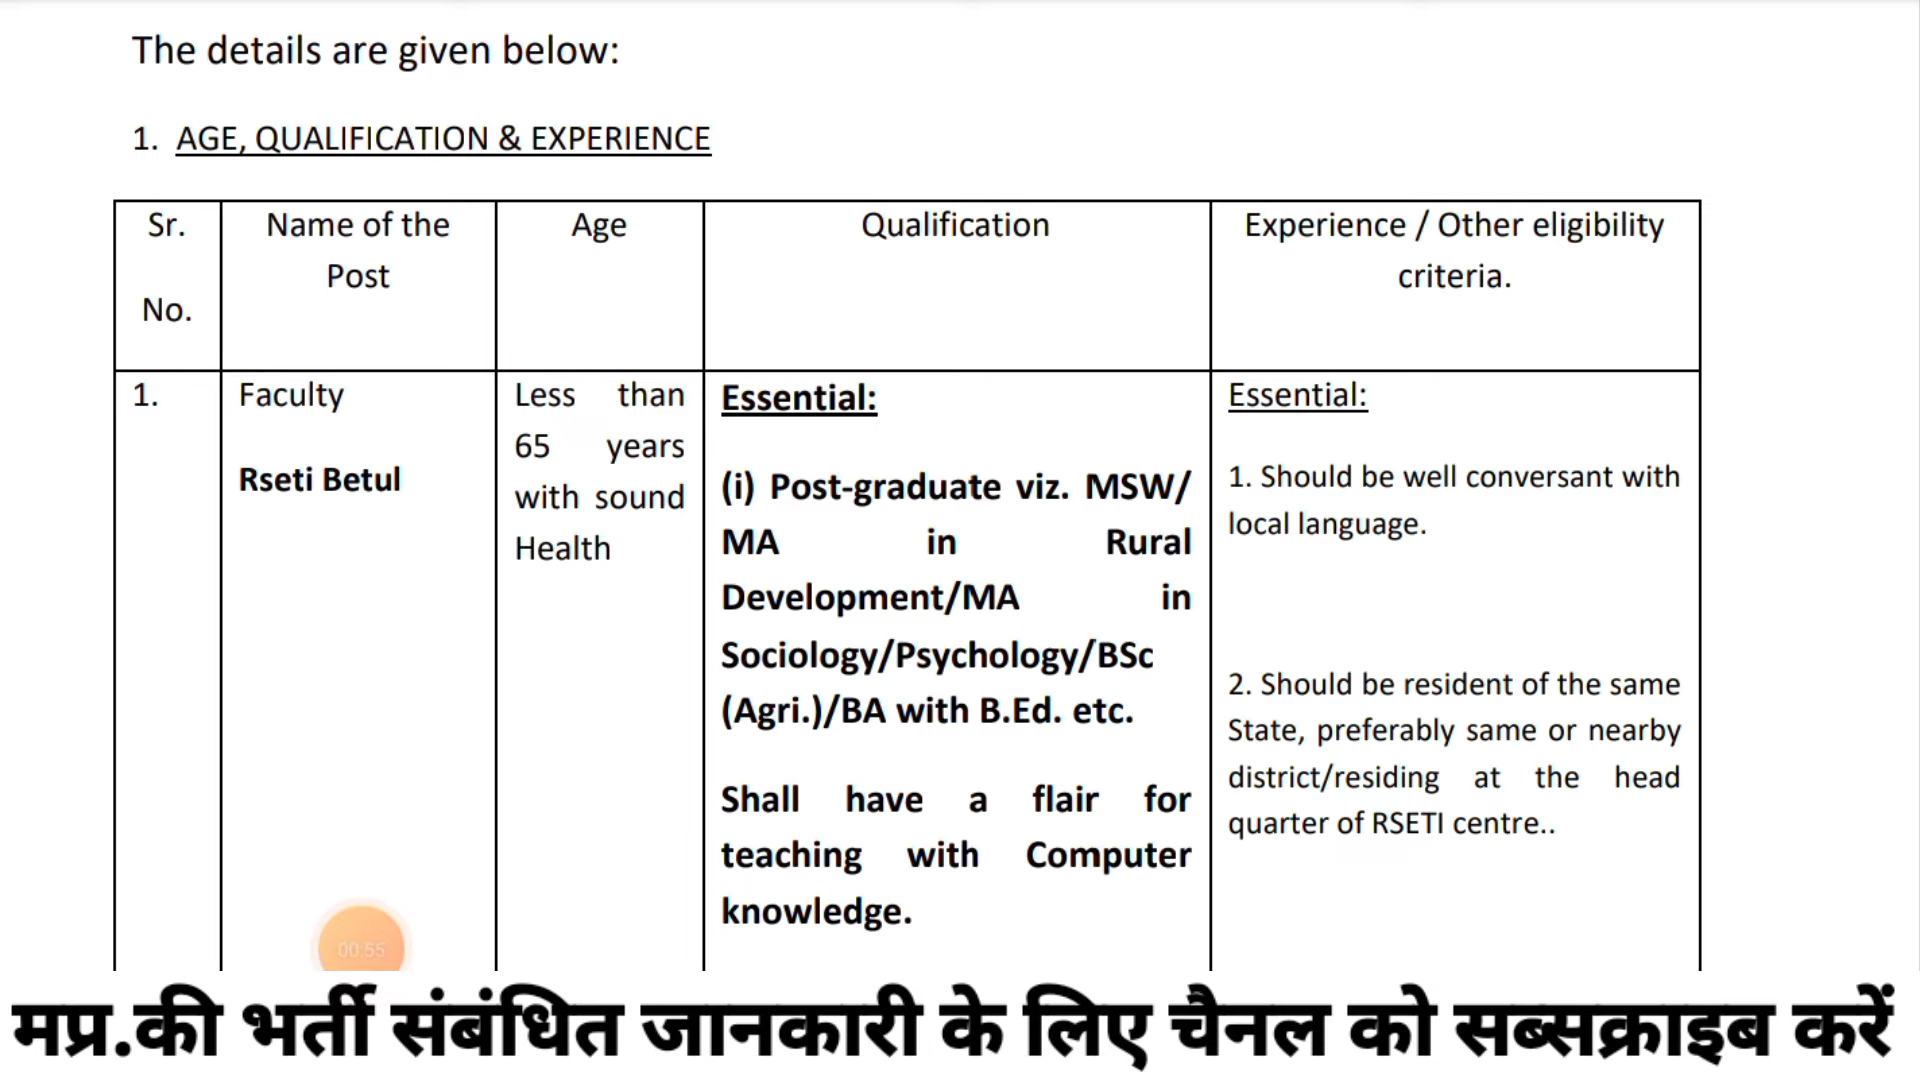 The details are given below:
1. AGE, QUALIFICATION & EXPERIENCE
Sr.
No.
Name of the
Post
Age
Qualification
Experience / Other eligibility
criteria.
1.
Faculty
Rseti Betul
Less than
65 years
with sound
Health
Essential:
(i) Post-graduate viz. MSW/
MA in Rural
Development/MA in
Sociology/Psychology/BSc
(Agri.)/BA with B.Ed. etc.
Shall have a flair for
teaching with Computer
knowledge.
Essential:
1. Should be well conversant with
local language.
2. Should be resident of the same
State, preferably same or nearby
district/residing at the head
quarter of RSETI centre..
00:55
मप्र.की भर्ती संबंधित जानकारी के लिए चैनल को सब्सक्राइब करें